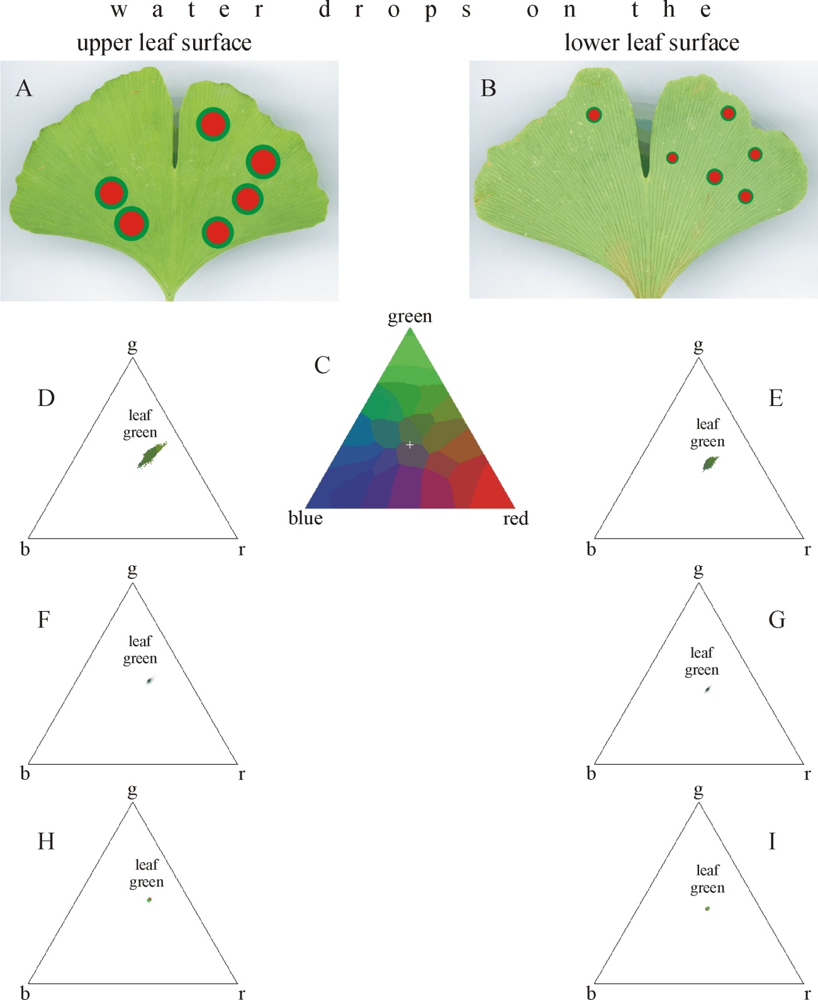 water drops on the
upper leaf surface
lower leaf surface
A
B
green
C
blue
red
g
D
leaf
green
b
r
g
E
leaf
green
b
r
g
F
leaf
green
b
r
g
G
leaf
green
b
r
g
H
leaf
green
b
r
g
I
leaf
green
b
r